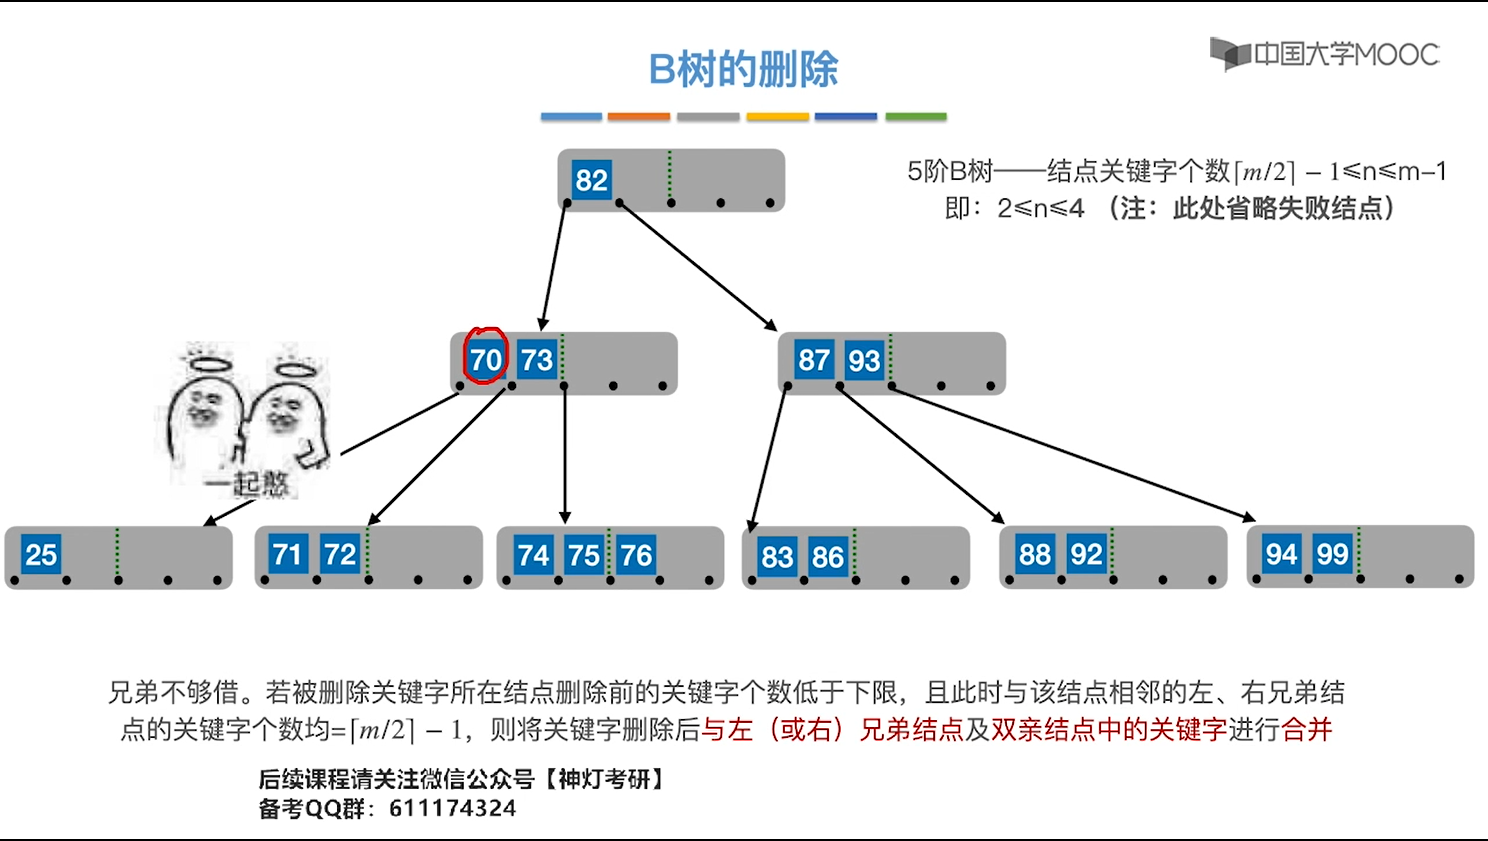 中国大学MOOC
B树的删除
5阶B树——结点关键字个数⌈m/2⌉ − 1≤n≤m−1
即：2≤n≤4 （注：此处省略失败结点）
82
70 73
87 93
一起憨
25
71 72
74 75 76
83 86
88 92
94 99
兄弟不够借。若被删除关键字所在结点删除前的关键字个数低于下限，且此时与该结点相邻的左、右兄弟结
点的关键字个数均=⌈m/2⌉ − 1，则将关键字删除后与左（或右）兄弟结点及双亲结点中的关键字进行合并
后续课程请关注微信公众号【神灯考研】
备考QQ群：611174324